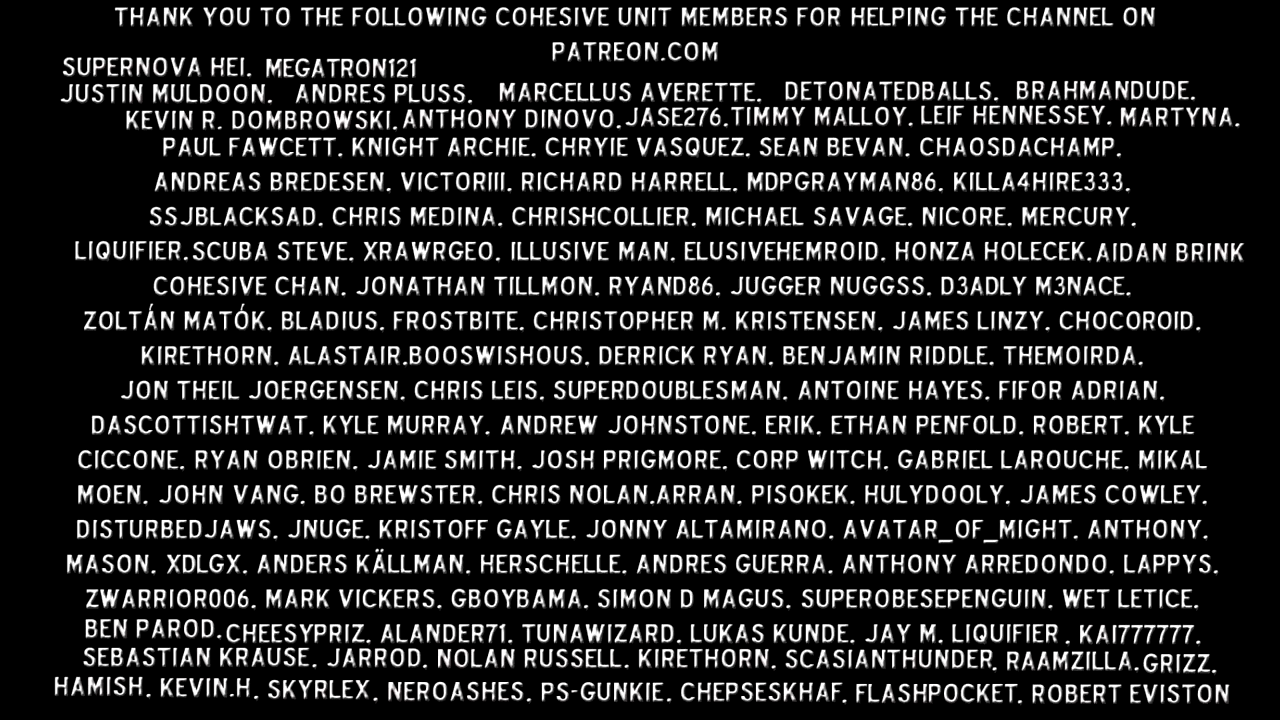 THANK YOU TO THE FOLLOWING COHESIVE UNIT MEMBERS FOR HELPING THE CHANNEL ON
PATREON.COM
SUPERNOVA HEI. MEGATRON121
JUSTIN MULDOON. ANDRES PLUSS. MARCELLUS AVERETTE. DETONATEDBALLS. BRAHMANDUDE.
KEVIN R. DOMBROWSKI. ANTHONY DINOVO. JASE276. TIMMY MALLOY. LEIF HENNESSEY. MARTYNA.
PAUL FAWCETT. KNIGHT ARCHIE. CHRYIE VASQUEZ. SEAN BEVAN. CHAOSDACHAMP.
ANDREAS BREDESEN. VICTORIII. RICHARD HARRELL. MDPGRAYMAN86. KILLA4HIRE333.
SSJBLACKSAD. CHRIS MEDINA. CHRISHCOLLIER. MICHAEL SAVAGE. NICORE. MERCURY.
LIQUIFIER. SCUBA STEVE. XRAWRGEO. ILLUSIVE MAN. ELUSIVEHEMROID. HONZA HOLECEK. AIDAN BRINK
COHESIVE CHAN. JONATHAN TILLMON. RYAND86. JUGGER NUGGSS. D3ADLY M3NACE.
ZOLTÁN MATÓK. BLADIUS. FROSTBITE. CHRISTOPHER M. KRISTENSEN. JAMES LINZY. CHOCOROID.
KIRETHORN. ALASTAIR.BOOSWISHOUS. DERRICK RYAN. BENJAMIN RIDDLE. THEMOIRDA.
JON THEIL JOERGENSEN. CHRIS LEIS. SUPERDOUBLESMAN. ANTOINE HAYES. FIFOR ADRIAN.
DASCOTTISHTWAT. KYLE MURRAY. ANDREW JOHNSTONE. ERIK. ETHAN PENFOLD. ROBERT. KYLE
CICCONE. RYAN OBRIEN. JAMIE SMITH. JOSH PRIGMORE. CORP WITCH. GABRIEL LAROUCHE. MIKAL
MOEN. JOHN VANG. BO BREWSTER. CHRIS NOLAN.ARRAN. PISOKEK. HULYDOOLY. JAMES COWLEY.
DISTURBEDJAWS. JNUGE. KRISTOFF GAYLE. JONNY ALTAMIRANO. AVATAR_OF_MIGHT. ANTHONY.
MASON. XDLGX. ANDERS KÄLLMAN. HERSCHELLE. ANDRES GUERRA. ANTHONY ARREDONDO. LAPPYS.
ZWARRIOR006. MARK VICKERS. GBOYBAMA. SIMON D MAGUS. SUPEROBESEPENGUIN. WET LETICE.
BEN PAROD. CHEESYPRIZ. ALANDER71. TUNAWIZARD. LUKAS KUNDE. JAY M. LIQUIFIER . KAI777777.
SEBASTIAN KRAUSE. JARROD. NOLAN RUSSELL. KIRETHORN. SCASIANTHUNDER. RAAMZILLA. GRIZZ.
HAMISH. KEVIN.H. SKYRLEX. NEROASHES. PS-GUNKIE. CHEPSESKHAF. FLASHPOCKET. ROBERT EVISTON